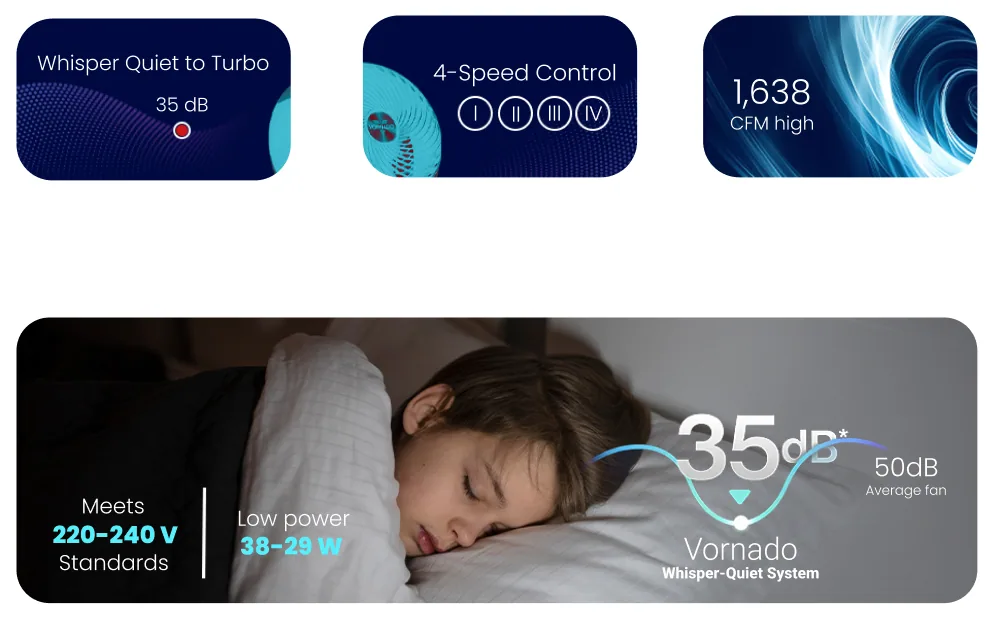 Whisper Quiet to Turbo
35 dB
4-Speed Control
I II III IV
1,638
CFM high
35dB*
50dB
Average fan
Meets
220-240 V
Standards
Low power
38-29 W
Vornado
Whisper-Quiet System